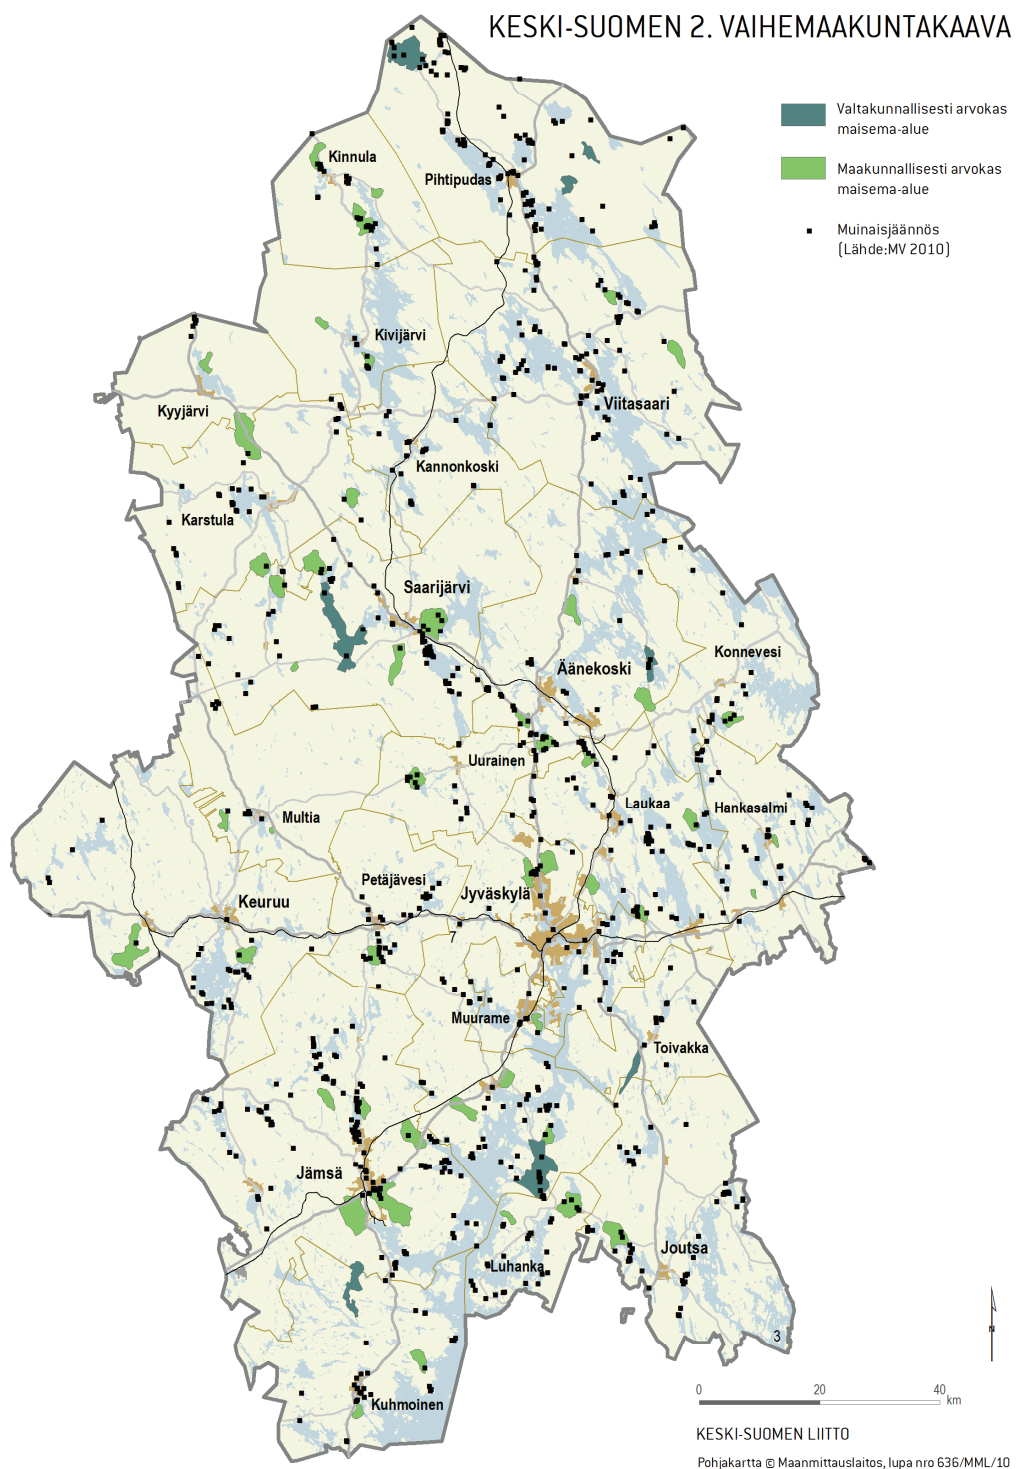 KESKI-SUOMEN 2. VAIHEMAAKUNTAKAAVA
Valtakunnallisesti arvokas
maisema-alue
Maakunnallisesti arvokas
maisema-alue
Muinaisjäännös
(Lähde:MV 2010)
Kinnula
Pihtipudas
Kivijärvi
Kyyjärvi
Viitasaari
Kannonkoski
Karstula
Saarijärvi
Konnevesi
Äänekoski
Uurainen
Laukaa
Hankasalmi
Multia
Petäjävesi
Jyväskylä
Keuruu
7
Muurame
Toivakka
Jämsä
Joutsa
Luhanka
3
Kuhmoinen
N
0 20 40
km
KESKI-SUOMEN LIITTO
Pohjakartta © Maanmittauslaitos, lupa nro 636/MML/10